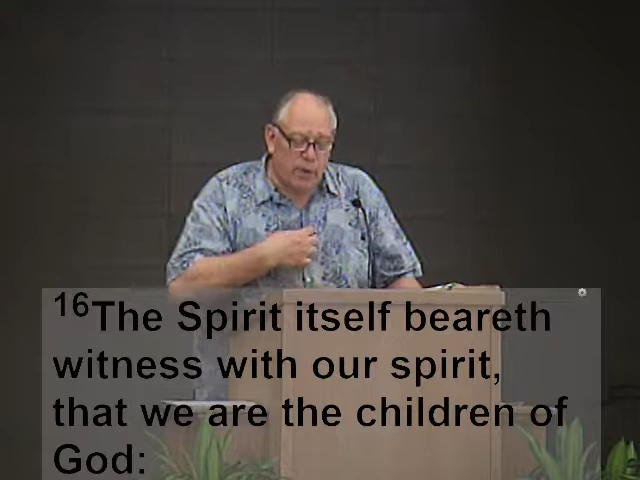 16The Spirit itself beareth
witness with our spirit,
that we are the children of
God: